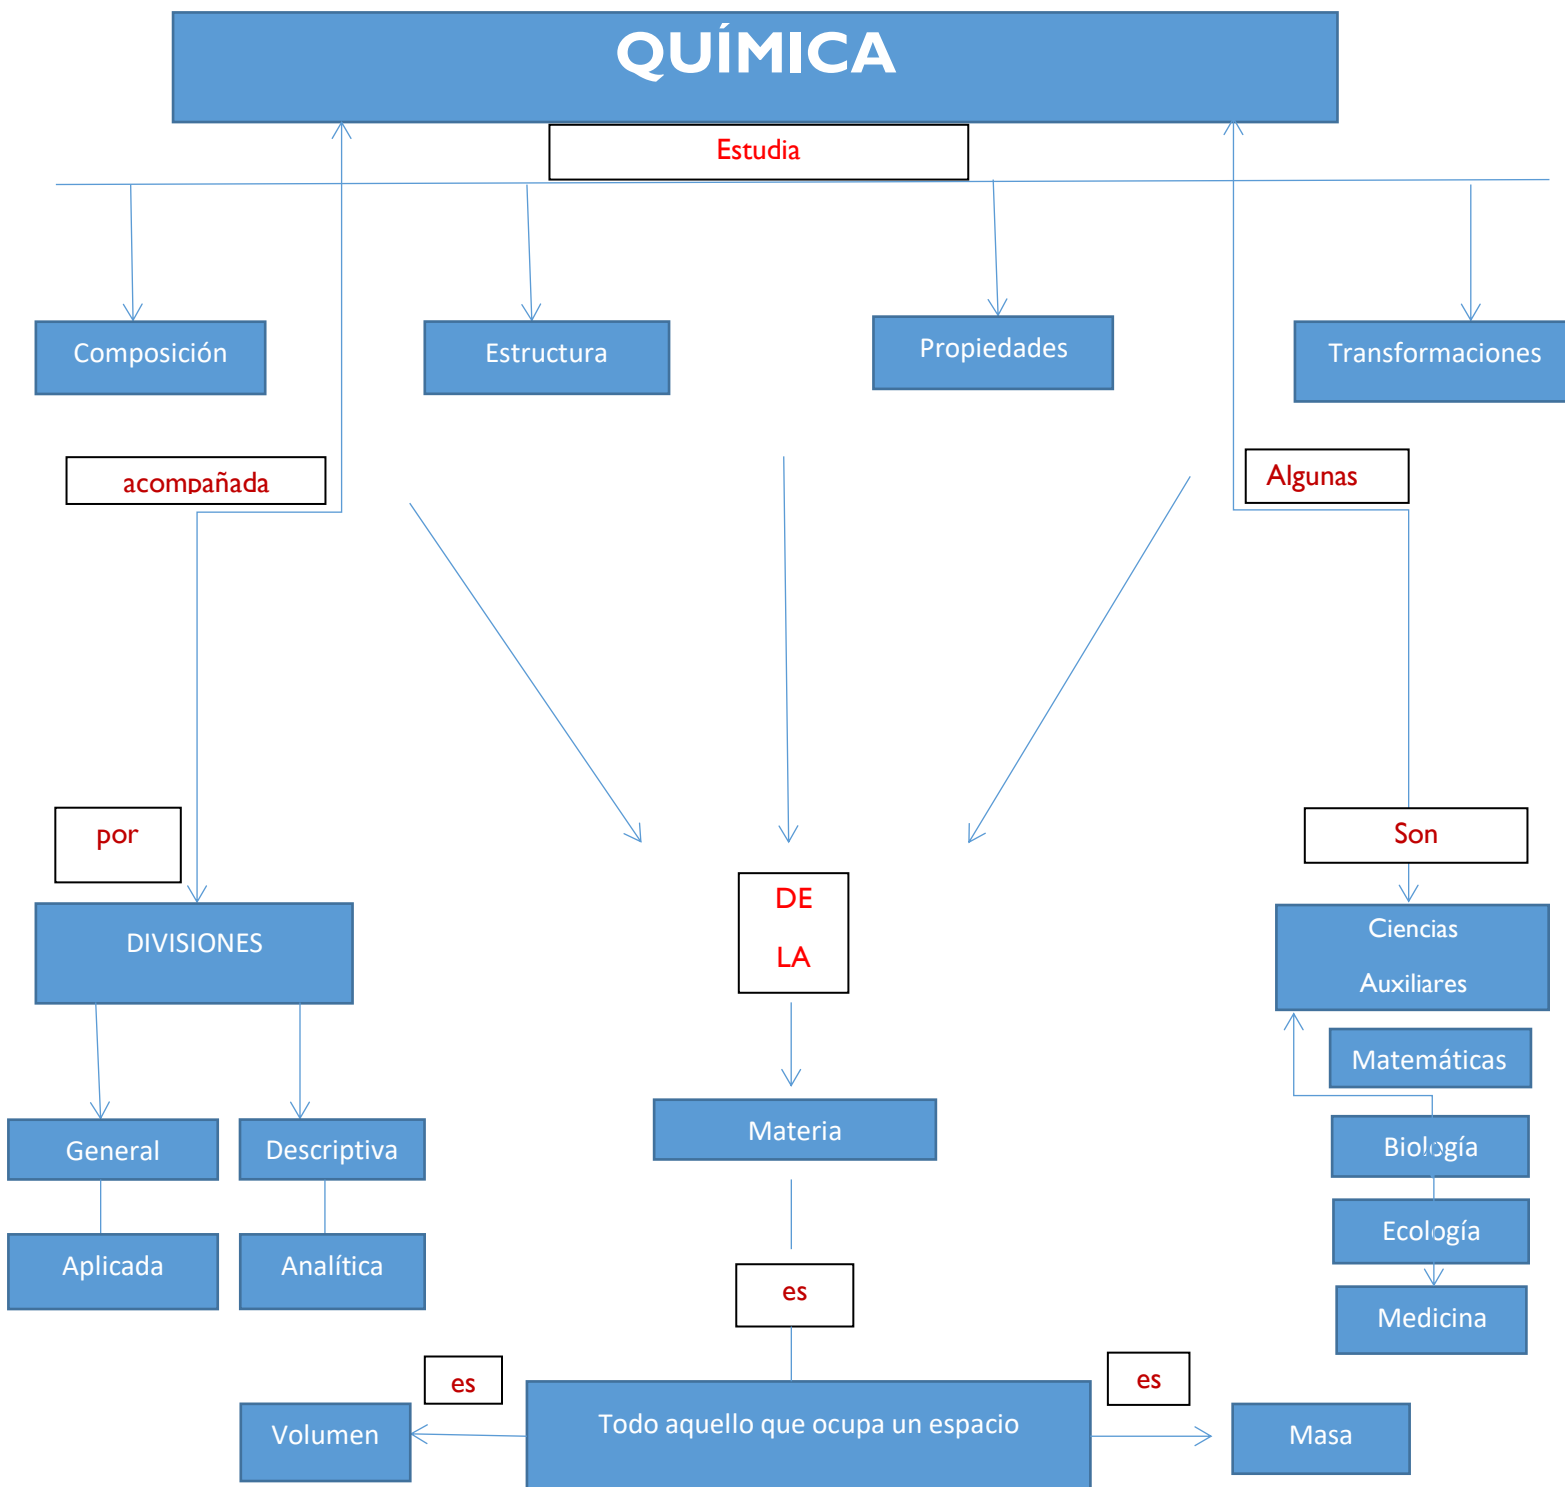 QUÍMICA
Estudia
Composición
Estructura
Propiedades
Transformaciones
acompañada
Algunas
por
Son
DIVISIONES
DE
LA
Ciencias
Auxiliares
Matemáticas
General
Descriptiva
Materia
Biología
Ecología
Aplicada
Analítica
es
Medicina
es
es
Volumen
Todo aquello que ocupa un espacio
Masa